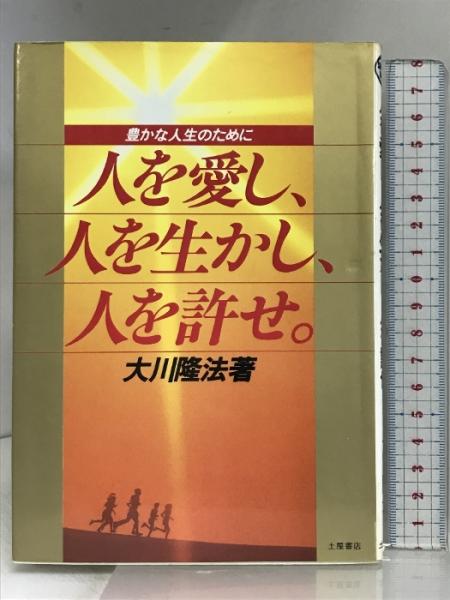 豊かな人生のために
人を愛し、
人を生かし、
人を許せ。
大川隆法著
土屋書店